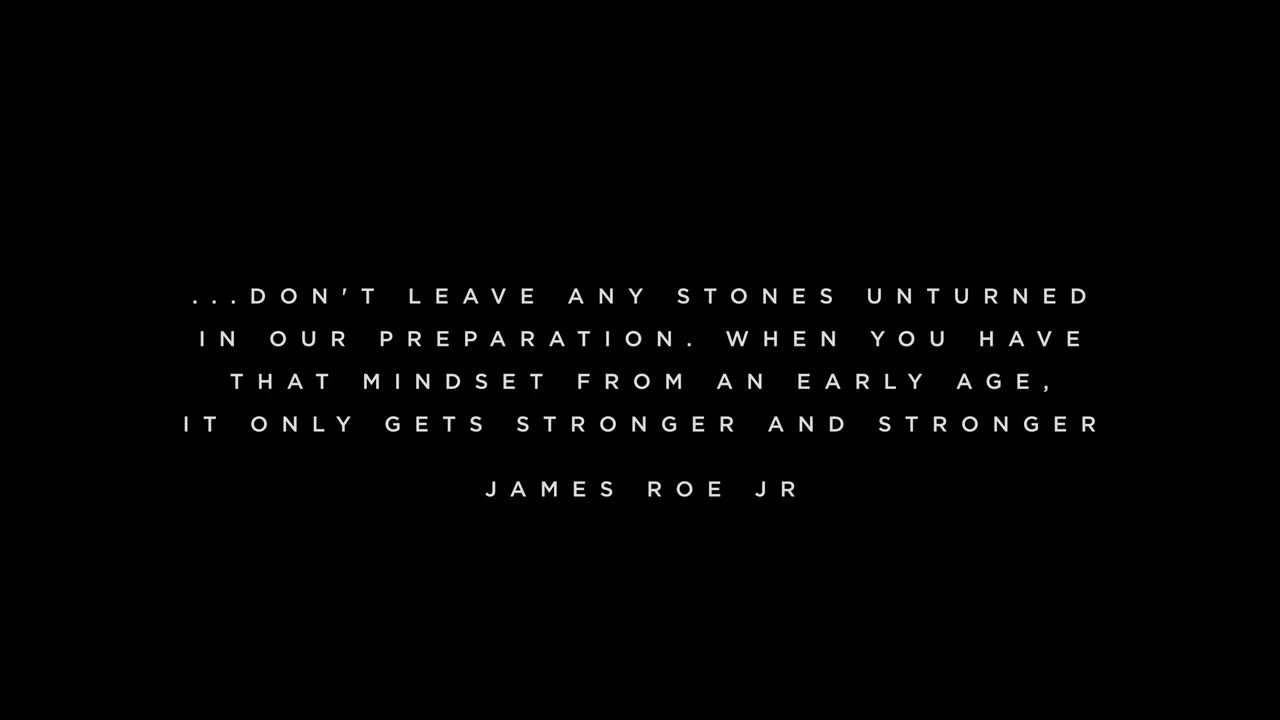 ...DON'T LEAVE ANY STONES UNTURNED
IN OUR PREPARATION. WHEN YOU HAVE
THAT MINDSET FROM AN EARLY AGE,
IT ONLY GETS STRONGER AND STRONGER
JAMES ROE JR